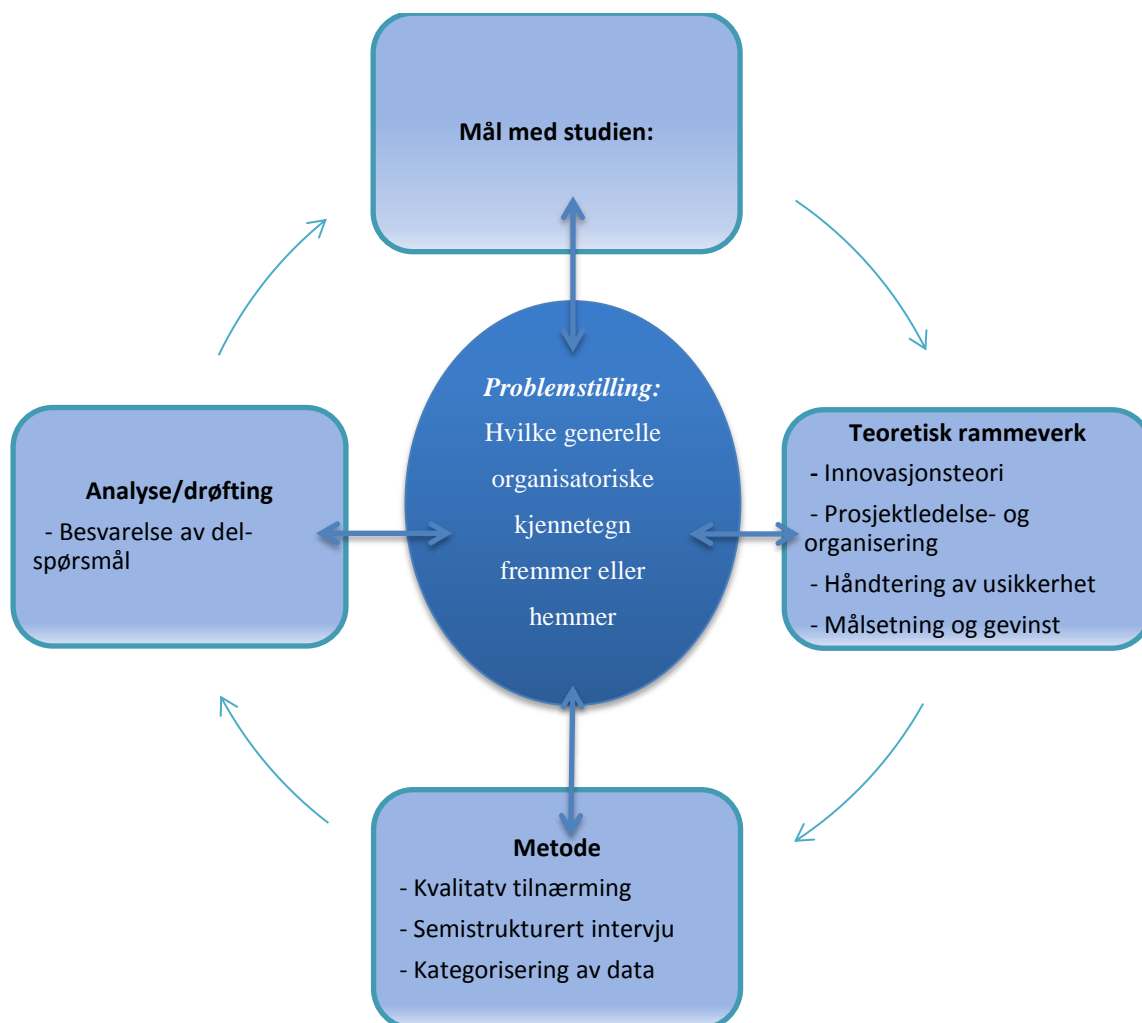 Mål med studien:
Problemstilling:
Hvilke generelle
organisatoriske
kjennetegn
fremmer eller
hemmer
Teoretisk rammeverk
- Innovasjonsteori
- Prosjektledelse- og
organisering
- Håndtering av usikkerhet
- Målsetning og gevinst
Metode
- Kvalitatv tilnærming
- Semistrukturert intervju
- Kategorisering av data
Analyse/drøfting
- Besvarelse av del-
spørsmål